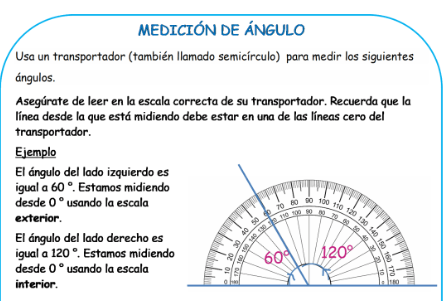 MEDICIÓN DE ÁNGULO
Usa un transportador (también llamado semicírculo) para medir los siguientes
ángulos.
Asegúrate de leer en la escala correcta de su transportador. Recuerda que la
línea desde la que está midiendo debe estar en una de las líneas cero del
transportador.
Ejemplo
El ángulo del lado izquierdo es
igual a 60 °. Estamos midiendo
desde 0 ° usando la escala
exterior.
El ángulo del lado derecho es
igual a 120 °. Estamos midiendo
desde 0 ° usando la escala
interior.
60°
120°